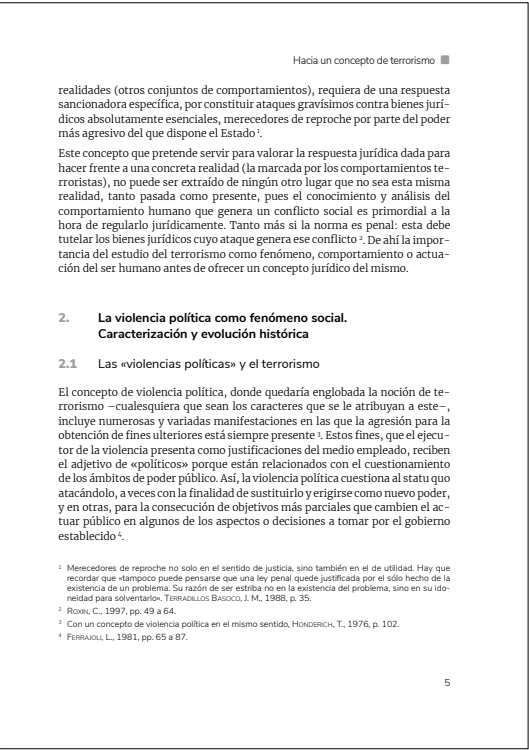 Hacia un concepto de terrorismo
realidades (otros conjuntos de comportamientos), requiera de una respuesta
sancionadora específica, por constituir ataques gravísimos contra bienes jurí-
dicos absolutamente esenciales, merecedores de reproche por parte del poder
más agresivo del que dispone el Estado ¹.
Este concepto que pretende servir para valorar la respuesta jurídica dada para
hacer frente a una concreta realidad (la marcada por los comportamientos te-
rroristas), no puede ser extraído de ningún otro lugar que no sea esta misma
realidad, tanto pasada como presente, pues el conocimiento y análisis del
comportamiento humano que genera un conflicto social es primordial a la
hora de regularlo jurídicamente. Tanto más si la norma es penal: esta debe
tutelar los bienes jurídicos cuyo ataque genera ese conflicto ². De ahí la impor-
tancia del estudio del terrorismo como fenómeno, comportamiento o actua-
ción del ser humano antes de ofrecer un concepto jurídico del mismo.
2. La violencia política como fenómeno social.
Caracterización y evolución histórica
2.1 Las «violencias políticas» y el terrorismo
El concepto de violencia política, donde quedaría englobada la noción de te-
rrorismo –cualesquiera que sean los caracteres que se le atribuyan a este–,
incluye numerosas y variadas manifestaciones en las que la agresión para la
obtención de fines ulteriores está siempre presente ³. Estos fines, que el ejecu-
tor de la violencia presenta como justificaciones del medio empleado, reciben
el adjetivo de «políticos» porque están relacionados con el cuestionamiento
de los ámbitos de poder público. Así, la violencia política cuestiona al statu quo
atacándolo, a veces con la finalidad de sustituirlo y erigirse como nuevo poder,
y en otras, para la consecución de objetivos más parciales que cambien el ac-
tuar público en algunos de los aspectos o decisiones a tomar por el gobierno
establecido ⁴.
¹ Merecedores de reproche no solo en el sentido de justicia, sino también en el de utilidad. Hay que
recordar que «tampoco puede pensarse que una ley penal quede justificada por el sólo hecho de la
existencia de un problema. Su razón de ser estriba no en la existencia del problema, sino en su ido-
neidad para solventarlo». TERRADILLOS BASOCO, J. M., 1988, p. 35.
² ROXIN, C., 1997, pp. 49 a 64.
³ Con un concepto de violencia política en el mismo sentido, HONDERICH, T., 1976, p. 102.
⁴ FERRAJOLI, L., 1981, pp. 65 a 87.
5